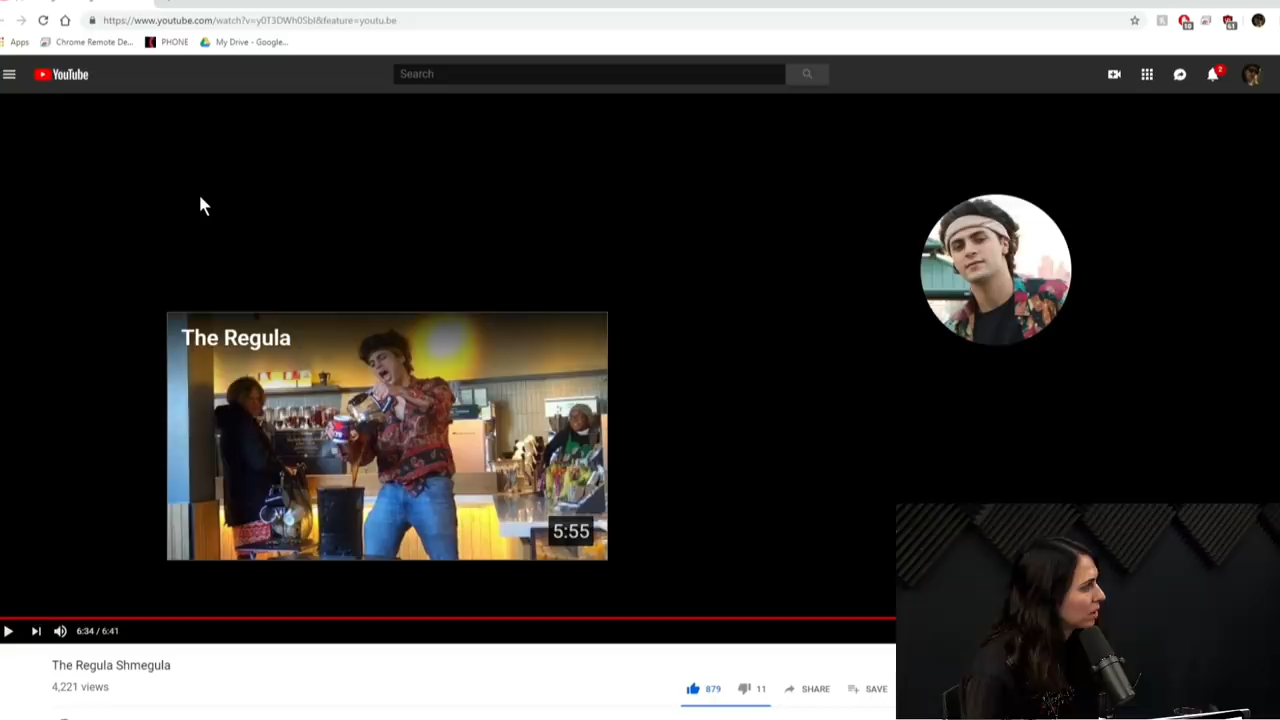 https://www.youtube.com/watch?v=y0T3DWh0SbI&feature=youtu.be
Apps
Chrome Remote De...
PHONE
My Drive - Google...
YouTube
Search
2
The Regula
5:55
6:34 / 6:41
The Regula Shmegula
4,221 views
879
11
SHARE
SAVE